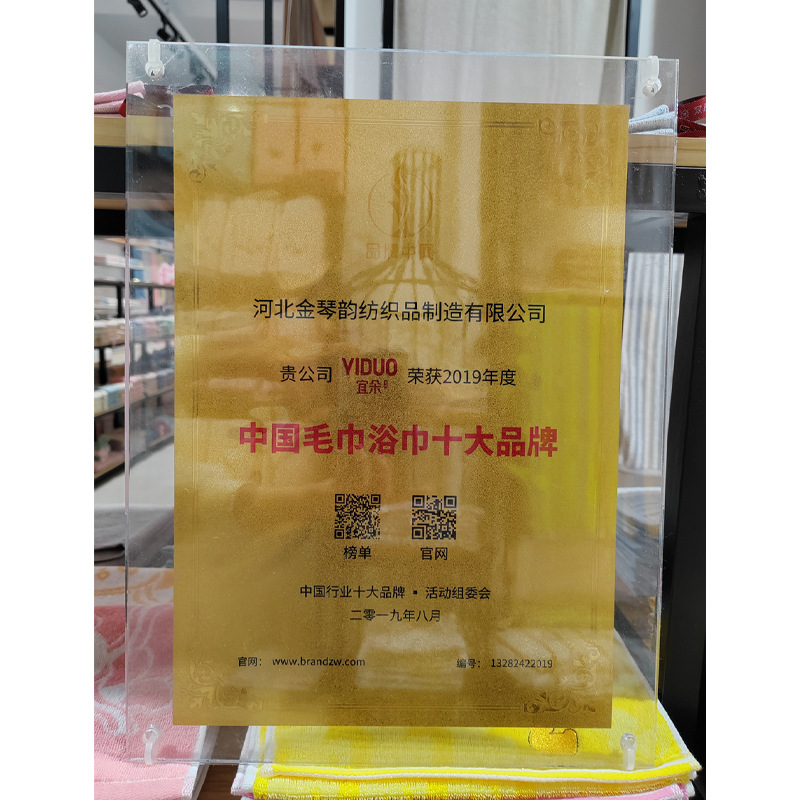 河北金琴韵纺织品制造有限公司
贵公司 YIDUO 宜朵 荣获2019年度
中国毛巾浴巾十大品牌
榜单 官网
中国行业十大品牌 ▪ 活动组委会
二零一九年八月
官网： www.brandzw.com 编号： 13282422019